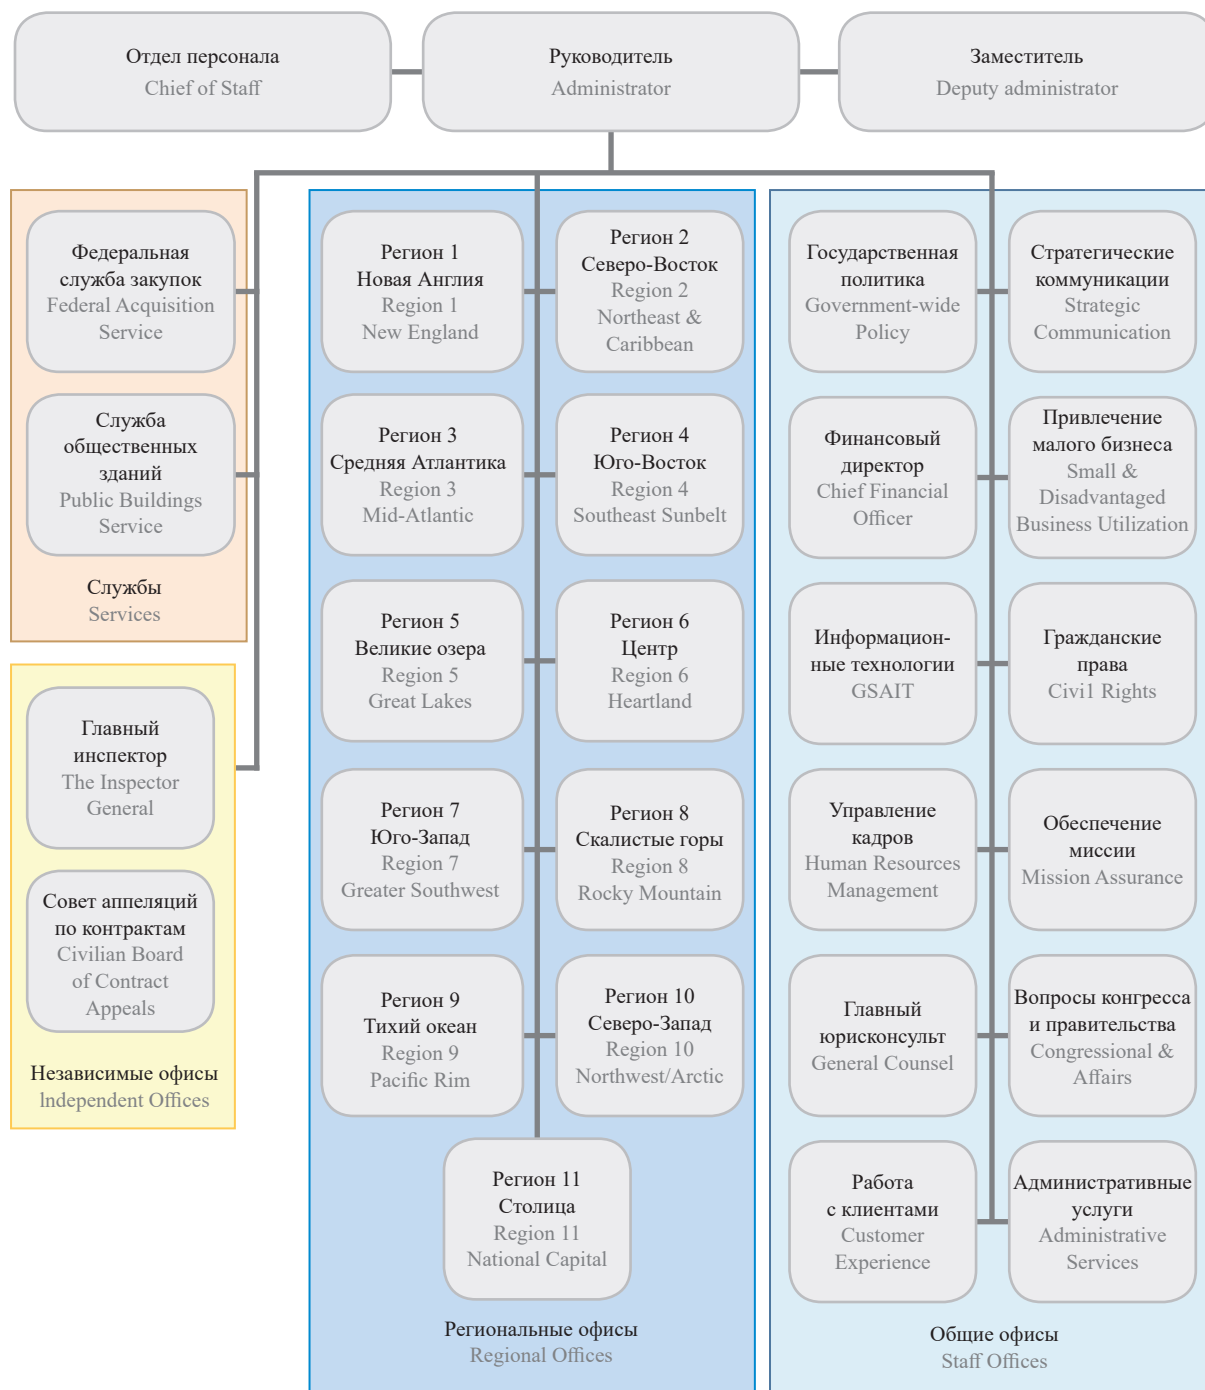 Отдел персонала
Chief of Staff
Руководитель
Administrator
Заместитель
Deputy administrator
Федеральная
служба закупок
Federal Acquisition
Service
Служба
общественных
зданий
Public Buildings
Service
Службы
Services
Главный
инспектор
The Inspector
General
Совет аппеляций
по контрактам
Civilian Board
of Contract
Appeals
Независимые офисы
lndependent Offices
Регион 1
Новая Англия
Region 1
New England
Регион 2
Северо-Восток
Region 2
Northeast &
Caribbean
Регион 3
Средняя Атлантика
Region 3
Mid-Atlantic
Регион 4
Юго-Восток
Region 4
Southeast Sunbelt
Регион 5
Великие озера
Region 5
Great Lakes
Регион 6
Центр
Region 6
Heartland
Регион 7
Юго-Запад
Region 7
Greater Southwest
Регион 8
Скалистые горы
Region 8
Rocky Mountain
Регион 9
Тихий океан
Region 9
Pacific Rim
Регион 10
Северо-Запад
Region 10
Northwest/Arctic
Регион 11
Столица
Region 11
National Capital
Региональные офисы
Regional Offices
Государственная
политика
Government-wide
Policy
Стратегические
коммуникации
Strategic
Communication
Финансовый
директор
Chief Financial
Officer
Привлечение
малого бизнеса
Small &
Disadvantaged
Business Utilization
Информацион-
ные технологии
GSAIT
Гражданские
права
Civi1 Rights
Управление
кадров
Human Resources
Management
Обеспечение
миссии
Mission Assurance
Главный
юрисконсульт
General Counsel
Вопросы конгресса
и правительства
Congressional &
Affairs
Работа
с клиентами
Customer
Experience
Административные
услуги
Administrative
Services
Общие офисы
Staff Offices